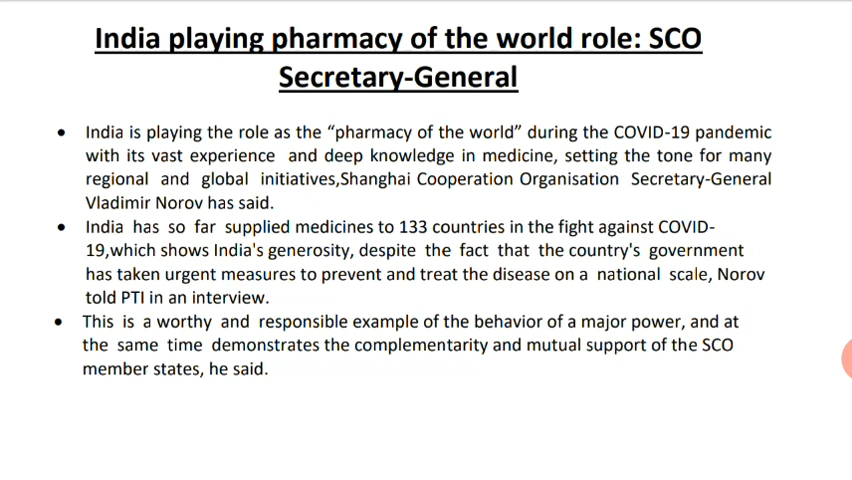 India playing pharmacy of the world role: SCO
Secretary-General
• India is playing the role as the “pharmacy of the world” during the COVID-19 pandemic
with its vast experience and deep knowledge in medicine, setting the tone for many
regional and global initiatives,Shanghai Cooperation Organisation Secretary-General
Vladimir Norov has said.
• India has so far supplied medicines to 133 countries in the fight against COVID-
19,which shows India's generosity, despite the fact that the country's government
has taken urgent measures to prevent and treat the disease on a national scale, Norov
told PTI in an interview.
• This is a worthy and responsible example of the behavior of a major power, and at
the same time demonstrates the complementarity and mutual support of the SCO
member states, he said.